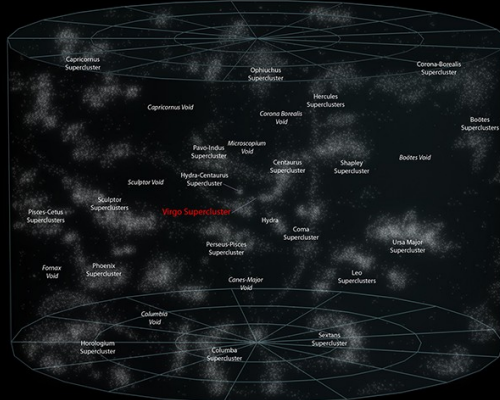 Capricornus
Supercluster
Ophiuchus
Supercluster
Corona-Borealis
Supercluster
Capricornus Void
Hercules
Superclusters
Corona Borealis
Void
Boötes
Superclusters
Microscopium
Void
Pavo-Indus
Supercluster
Centaurus
Supercluster
Shapley
Supercluster
Boötes Void
Hydra-Centaurus
Supercluster
Sculptor Void
Sculptor
Superclusters
Pisces-Cetus
Superclusters
Virgo Supercluster
Hydra
Coma
Supercluster
Perseus-Pisces
Supercluster
Ursa Major
Supercluster
Fornax
Void
Phoenix
Supercluster
Canes-Major
Void
Leo
Superclusters
Columbia
Void
Horologium
Supercluster
Columba
Supercluster
Sextans
Supercluster